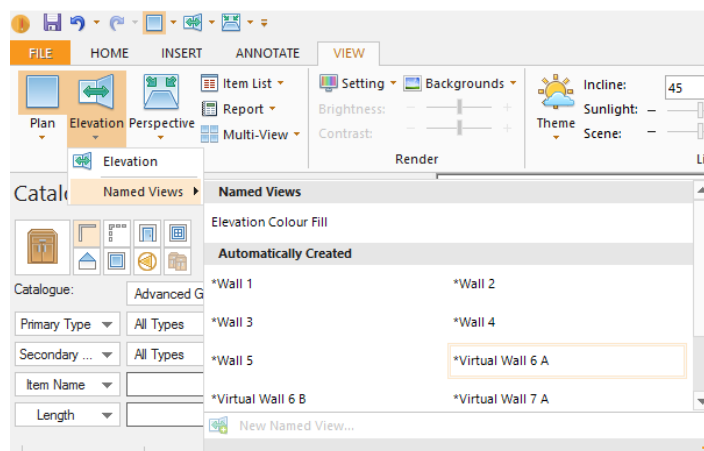 FILE HOME INSERT ANNOTATE VIEW
Plan
Elevation
Perspective
Item List
Report
Multi-View
Setting Backgrounds
Brightness:
Contrast:
Render
Theme
Incline: 45
Sunlight:
Scene:
Elevation
Named Views
Named Views
Elevation Colour Fill
Automatically Created
*Wall 1 *Wall 2
*Wall 3 *Wall 4
*Wall 5 *Virtual Wall 6 A
*Virtual Wall 6 B *Virtual Wall 7 A
New Named View...
Catalogue: Advanced G
Primary Type All Types
Secondary ... All Types
Item Name
Length